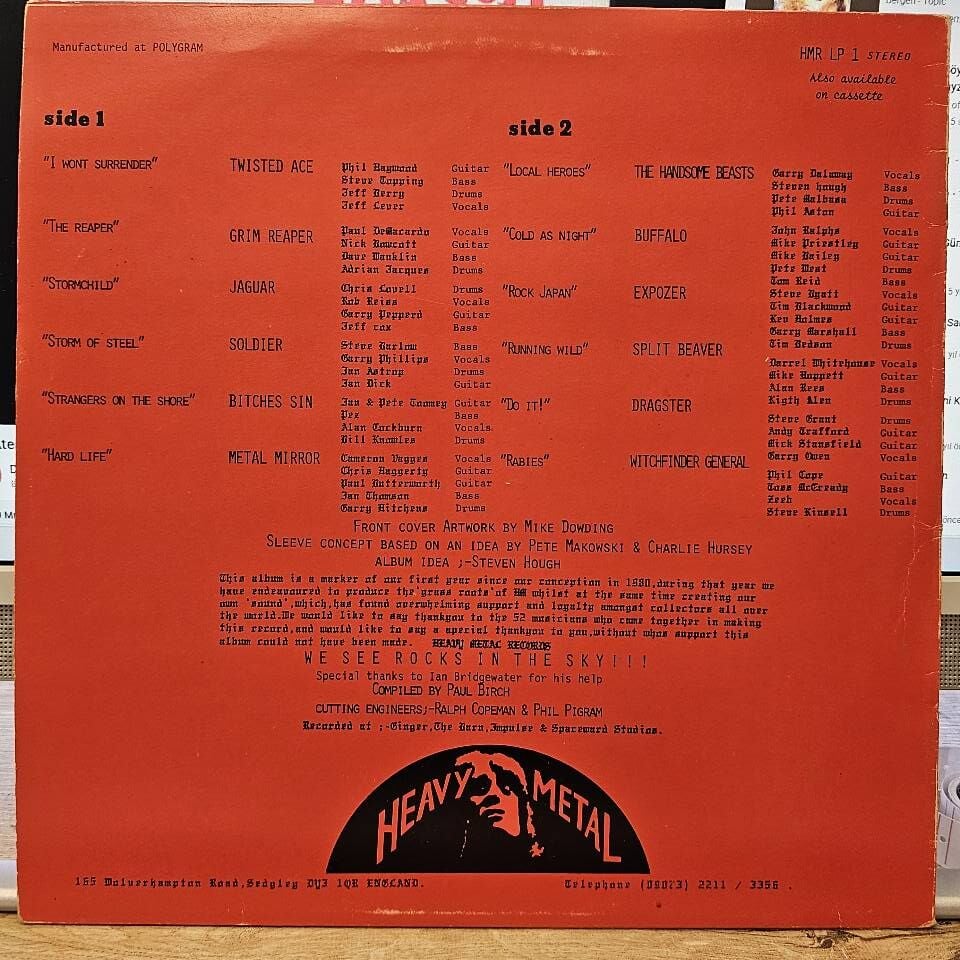 Manufactured at POLYGRAM
HMR LP 1 STEREO
Also available
on cassette
side 1
"I WONT SURRENDER" TWISTED ACE Phil Haywood Guitar
Steve Topping Bass
Jeff Berry Drums
Jeff Lever Vocals
"THE REAPER" GRIM REAPER Paul DeMacardo Vocals
Nick Bowcott Guitar
Dave Wanklin Bass
Adrian Jacques Drums
"STORMCHILD" JAGUAR Chris Lovell Drums
Rob Reiss Vocals
Garry Pepperd Guitar
Jeff cox Bass
"STORM OF STEEL" SOLDIER Steve Barlow Bass
Garry Phillips Vocals
Ian Astrop Drums
Ian Dick Guitar
"STRANGERS ON THE SHORE" BITCHES SIN Ian & Pete Toomey Guitar
Pez Bass
Alan Cockburn Vocals
Bill Knowles Drums
"HARD LIFE" METAL MIRROR Cameron Vegges Vocals
Chris Haggerty Guitar
Paul Butterworth Guitar
Ian Thomson Bass
Garry Hitchens Drums
side 2
"LOCAL HEROES" THE HANDSOME BEASTS Garry Dalaway Vocals
Steven hough Bass
Pete Malbasa Drums
Phil Aston Guitar
"COLD AS NIGHT" BUFFALO John Ralphs Vocals
Mike Priestley Guitar
Mike Bailey Guitar
Pete West Drums
Tom Reid Bass
"ROCK JAPAN" EXPOZER Steve Wyatt Vocals
Tim Blackwood Guitar
Ken Holmes Guitar
Garry Marshall Bass
Tim Dedson Drums
"RUNNING WILD" SPLIT BEAVER Darrel Whitehouse Vocals
Mike Hoppett Guitar
Alan Rees Bass
Kigth Alen Drums
"DO IT!" DRAGSTER Steve Grant Drums
Andy Trafford Guitar
Mick Stansfield Guitar
Garry Owen Vocals
"RABIES" WITCHFINDER GENERAL Phil Cope Guitar
Toss McCready Bass
Zeeb Vocals
Steve Kinsell Drums
FRONT COVER ARTWORK BY MIKE DOWDING
SLEEVE CONCEPT BASED ON AN IDEA BY PETE MAKOWSKI & CHARLIE HURSEY
ALBUM IDEA ;-STEVEN HOUGH
This album is a marker of our first year since our conception in 1980,during that year we
have endeavoured to produce the'grass roots'of HM whilst at the same time creating our
own 'sound',which,has found overwhelming support and loyalty amongst collectors all over
the world.We would like to say thankyou to the 52 musicians who came together in making
this record,and would like to say a special thankyou to you,without whos support this
album could not have been made. HEAVY METAL RECORDS
WE SEE ROCKS IN THE SKY!!!
Special thanks to Ian Bridgewater for his help
COMPILED BY PAUL BIRCH
CUTTING ENGINEERS;-RALPH COPEMAN & PHIL PIGRAM
Recorded at ;-Ginger,The Barn,Impulse & Spaceward Studios.
HEAVY METAL
165 Wolverhampton Road,Sedgley DY3 1QR ENGLAND.
Telephone (09073) 2211 / 3356 .